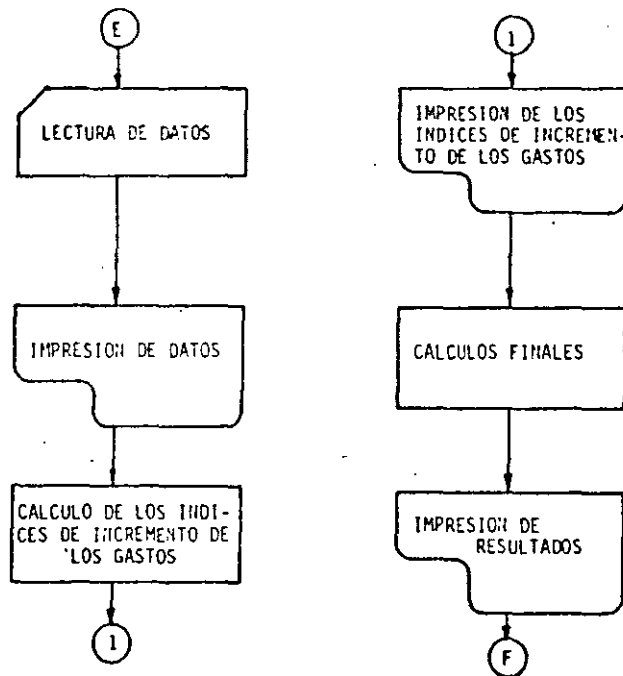 E
LECTURA DE DATOS
IMPRESION DE DATOS
CALCULO DE LOS INDI-
CES DE INCREMENTO DE
LOS GASTOS
1
1
IMPRESION DE LOS
INDICES DE INCREMEN-
TO DE LOS GASTOS
CALCULOS FINALES
IMPRESION DE
RESULTADOS
F